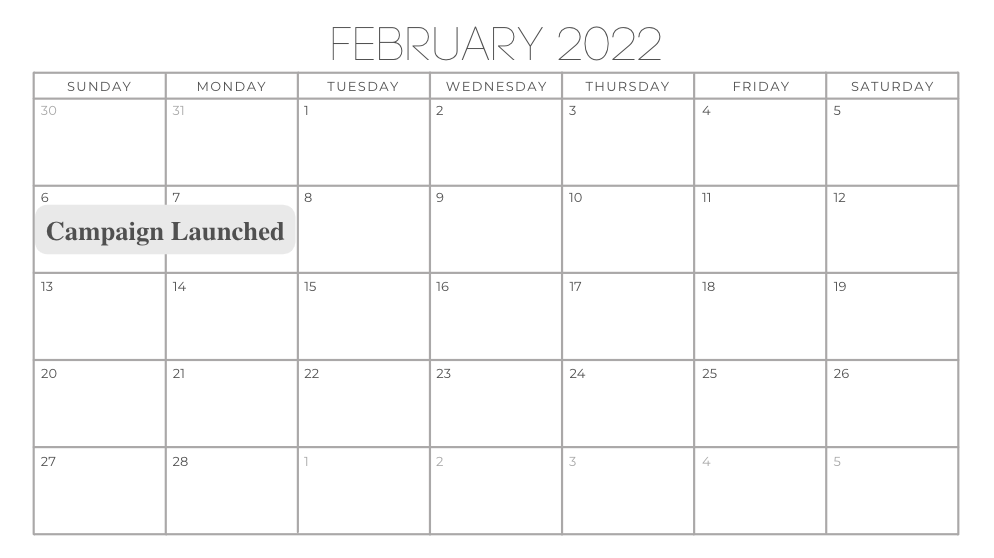 FEBRUARY 2022
SUNDAY MONDAY TUESDAY WEDNESDAY THURSDAY FRIDAY SATURDAY
30 31 1 2 3 4 5
6 7 8 9 10 11 12
Campaign Launched
13 14 15 16 17 18 19
20 21 22 23 24 25 26
27 28 1 2 3 4 5